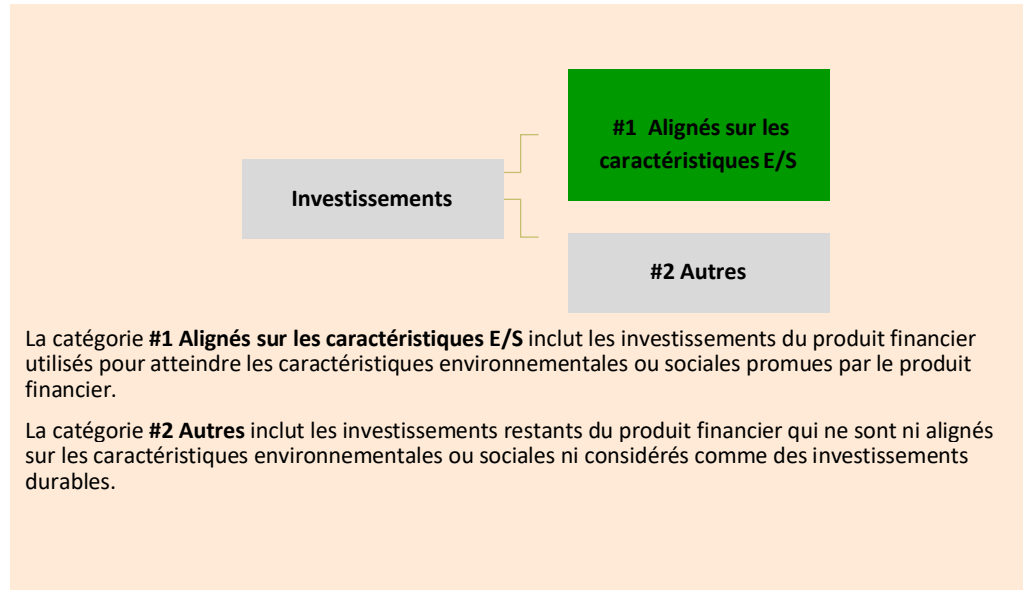 #1 Alignés sur les
caractéristiques E/S
Investissements
#2 Autres
La catégorie #1 Alignés sur les caractéristiques E/S inclut les investissements du produit financier
utilisés pour atteindre les caractéristiques environnementales ou sociales promues par le produit
financier.
La catégorie #2 Autres inclut les investissements restants du produit financier qui ne sont ni alignés
sur les caractéristiques environnementales ou sociales ni considérés comme des investissements
durables.